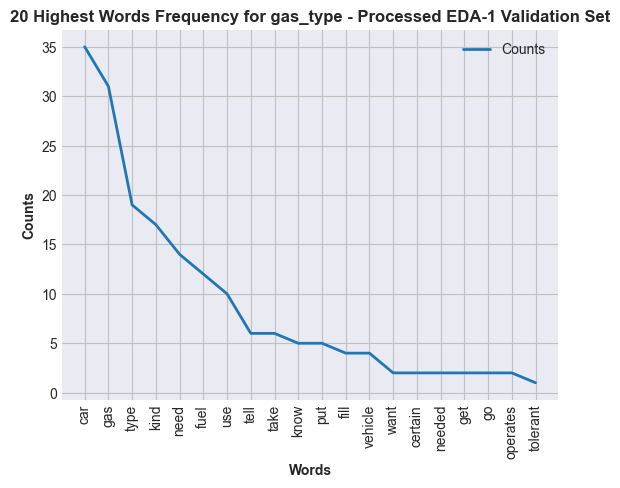 20 Highest Words Frequency for gas_type - Processed EDA-1 Validation Set
Counts
35
30
25
20
15
10
5
0
Counts
car
gas
type
kind
need
fuel
use
tell
take
know
put
fill
vehicle
want
certain
needed
get
go
operates
tolerant
Words